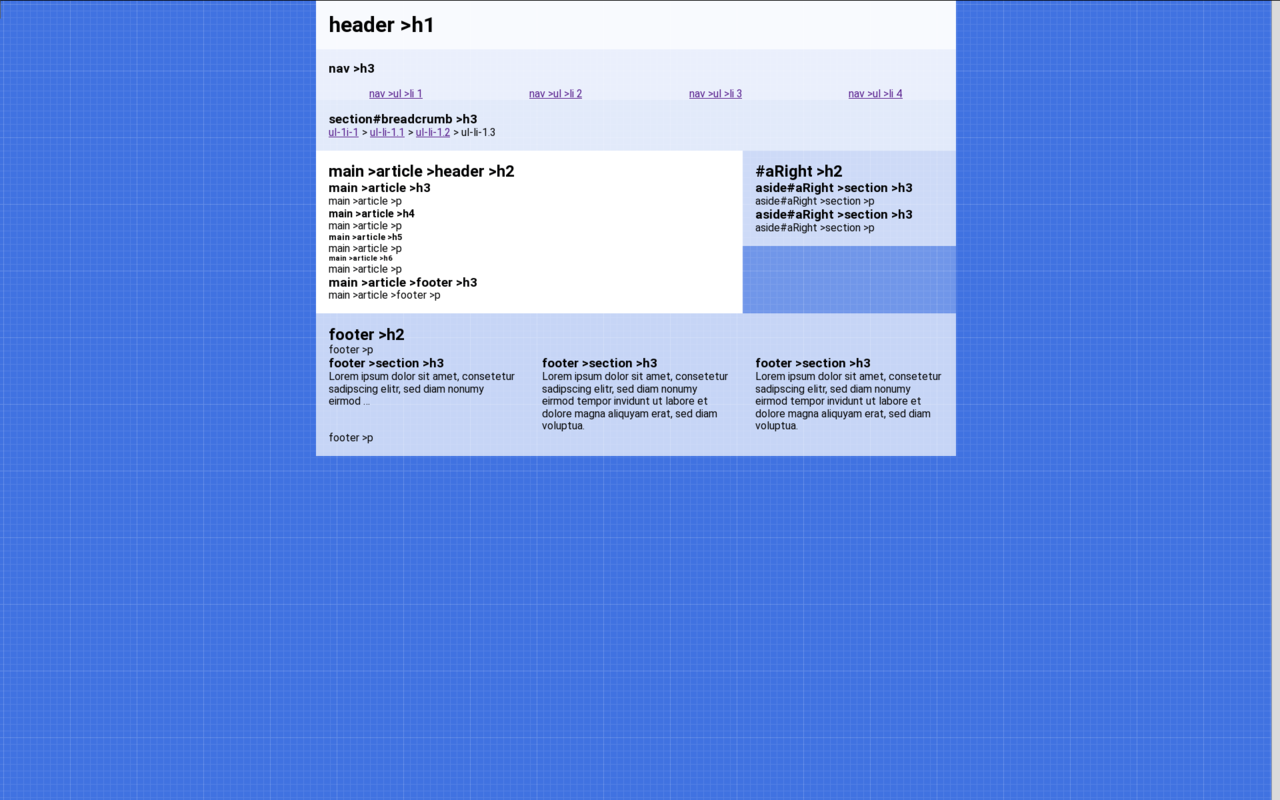 header >h1
nav >h3
nav >ul >li 1
nav >ul >li 2
nav >ul >li 3
nav >ul >li 4
section#breadcrumb >h3
ul-1i-1 > ul-li-1.1 > ul-li-1.2 > ul-li-1.3
main >article >header >h2
main >article >h3
main >article >p
main >article >h4
main >article >p
main >article >h5
main >article >p
main >article >h6
main >article >p
main >article >footer >h3
main >article >footer >p
#aRight >h2
aside#aRight >section >h3
aside#aRight >section >p
aside#aRight >section >h3
aside#aRight >section >p
footer >h2
footer >p
footer >section >h3
Lorem ipsum dolor sit amet, consetetur
sadipscing elitr, sed diam nonumy
eirmod ...
footer >section >h3
Lorem ipsum dolor sit amet, consetetur
sadipscing elitr, sed diam nonumy
eirmod tempor invidunt ut labore et
dolore magna aliquyam erat, sed diam
voluptua.
footer >section >h3
Lorem ipsum dolor sit amet, consetetur
sadipscing elitr, sed diam nonumy
eirmod tempor invidunt ut labore et
dolore magna aliquyam erat, sed diam
voluptua.
footer >p